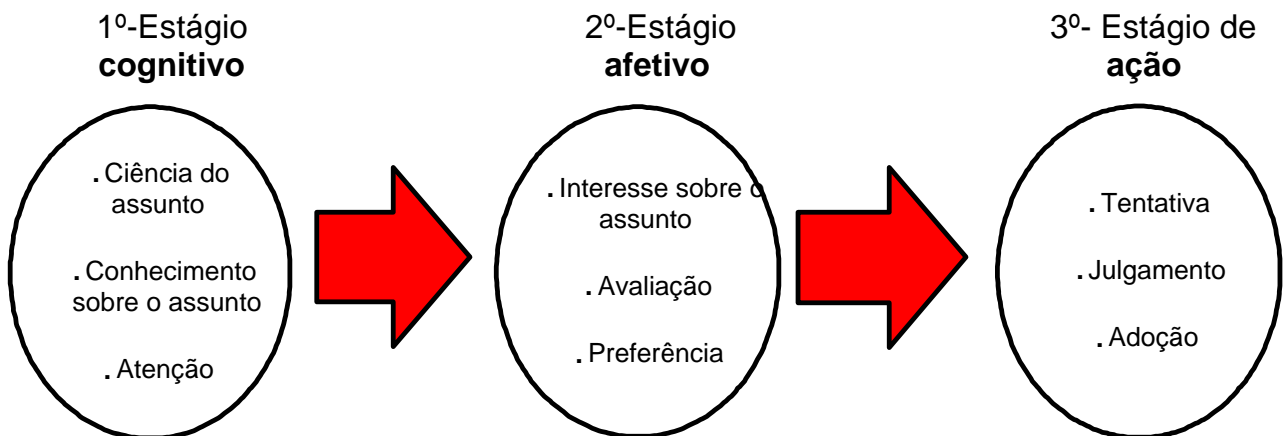 1º-Estágio
cognitivo
. Ciência do
assunto
. Conhecimento
sobre o assunto
. Atenção
2º-Estágio
afetivo
. Interesse sobre o
assunto
. Avaliação
. Preferência
3º- Estágio de
ação
. Tentativa
. Julgamento
. Adoção